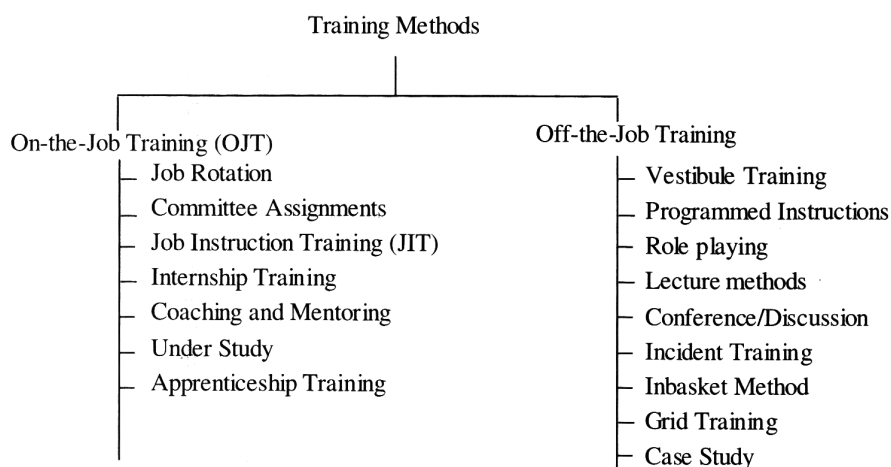 Training Methods
On-the-Job Training (OJT)
Job Rotation
Committee Assignments
Job Instruction Training (JIT)
Internship Training
Coaching and Mentoring
Under Study
Apprenticeship Training
Off-the-Job Training
Vestibule Training
Programmed Instructions
Role playing
Lecture methods
Conference/Discussion
Incident Training
Inbasket Method
Grid Training
Case Study